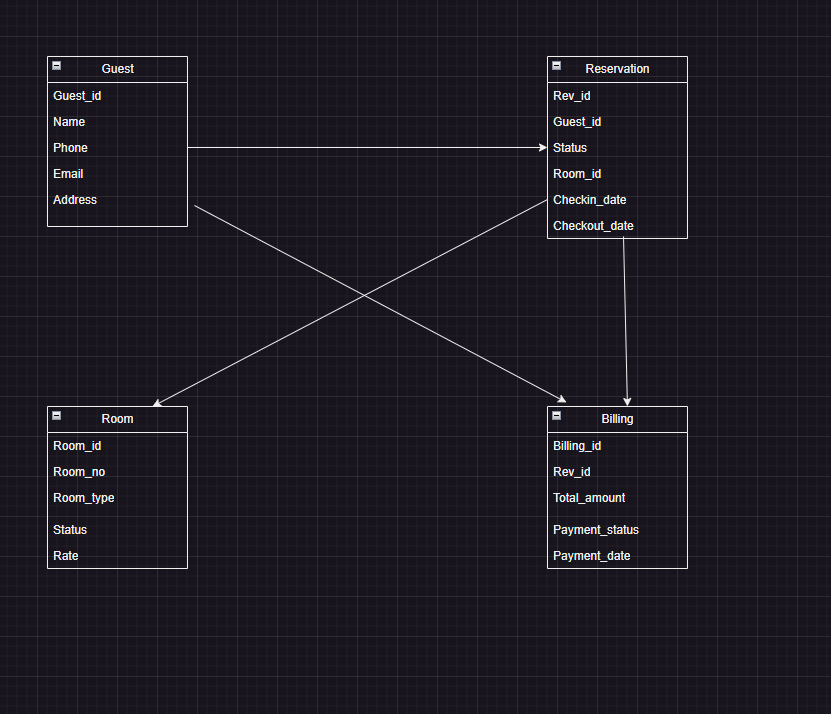 Guest
Guest_id
Name
Phone
Email
Address
Reservation
Rev_id
Guest_id
Status
Room_id
Checkin_date
Checkout_date
Room
Room_id
Room_no
Room_type
Status
Rate
Billing
Billing_id
Rev_id
Total_amount
Payment_status
Payment_date